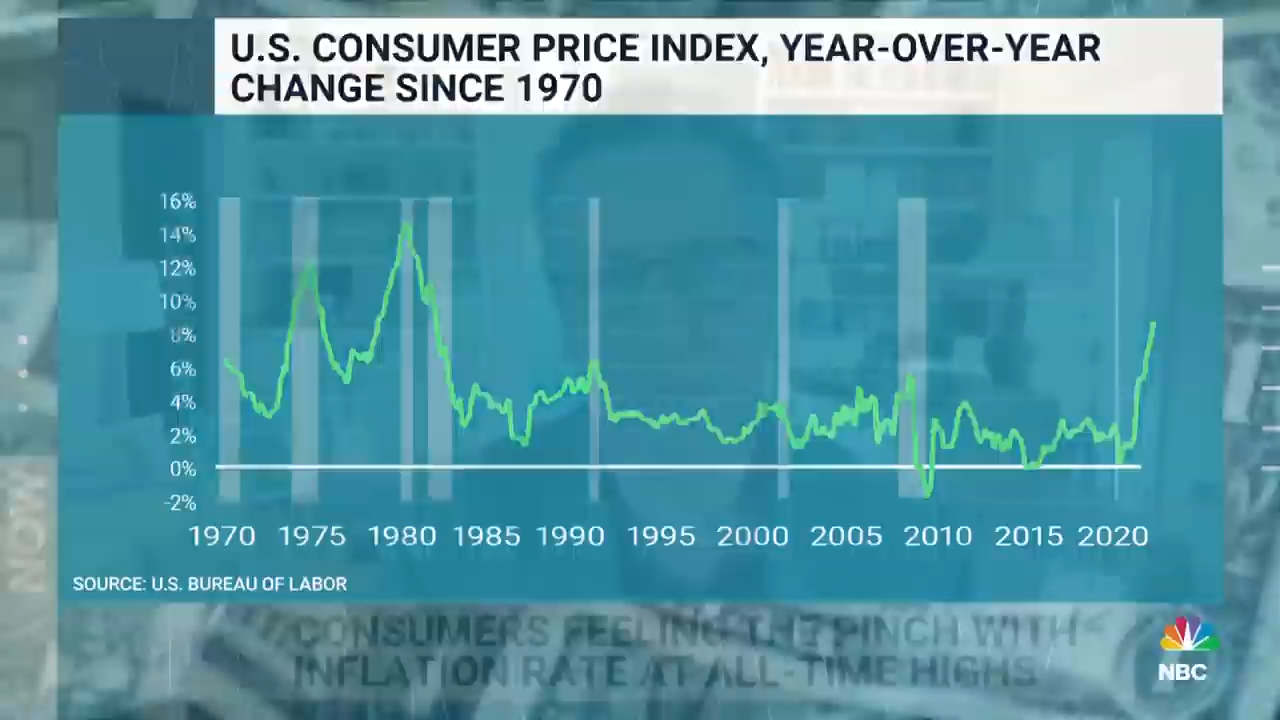 U.S. CONSUMER PRICE INDEX, YEAR-OVER-YEAR
CHANGE SINCE 1970
16%
14%
12%
10%
8%
6%
4%
2%
0%
-2%
1970 1975 1980 1985 1990 1995 2000 2005 2010 2015 2020
SOURCE: U.S. BUREAU OF LABOR
NOW
CONSUMERS FEELING THE PINCH WITH
INFLATION RATE AT ALL-TIME HIGHS
NBC